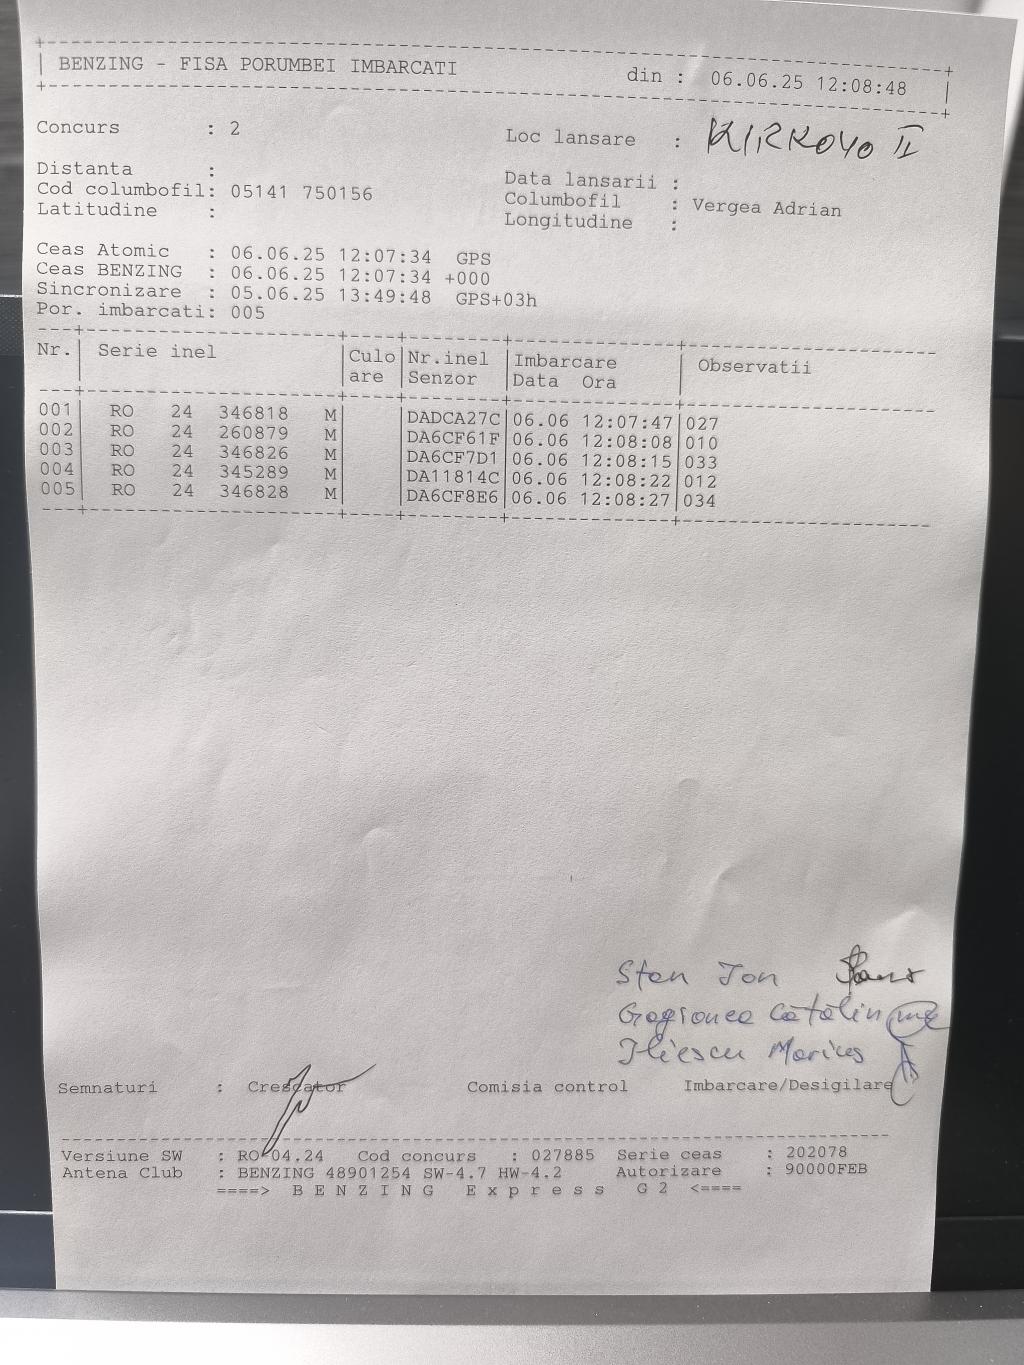 BENZING - FISA PORUMBEI IMBARCATI din : 06.06.25 12:08:48
Concurs : 2 Loc lansare : KIRKOYO II
Distanta : Data lansarii :
Cod columbofil: 05141 750156 Columbofil : Vergea Adrian
Latitudine : Longitudine :
Ceas Atomic : 06.06.25 12:07:34 GPS
Ceas BENZING : 06.06.25 12:07:34 +000
Sincronizare : 05.06.25 13:49:48 GPS+03h
Por. imbarcati: 005
Nr. Serie inel Culo Nr.inel Imbarcare Observatii
are Senzor Data Ora
001 RO 24 346818 M DADCA27C 06.06 12:07:47 027
002 RO 24 260879 M DA6CF61F 06.06 12:08:08 010
003 RO 24 346826 M DA6CF7D1 06.06 12:08:15 033
004 RO 24 345289 M DA11814C 06.06 12:08:22 012
005 RO 24 346828 M DA6CF8E6 06.06 12:08:27 034
Stan Ion
Gogronea Cătălin
Iliescu Marius
Semnaturi : Crescator Comisia control Imbarcare/Desigilare
Versiune SW : RO 04.24 Cod concurs : 027885 Serie ceas : 202078
Antena Club : BENZING 48901254 SW-4.7 HW-4.2 Autorizare : 90000FEB
====> B E N Z I N G E x p r e s s G 2 <====